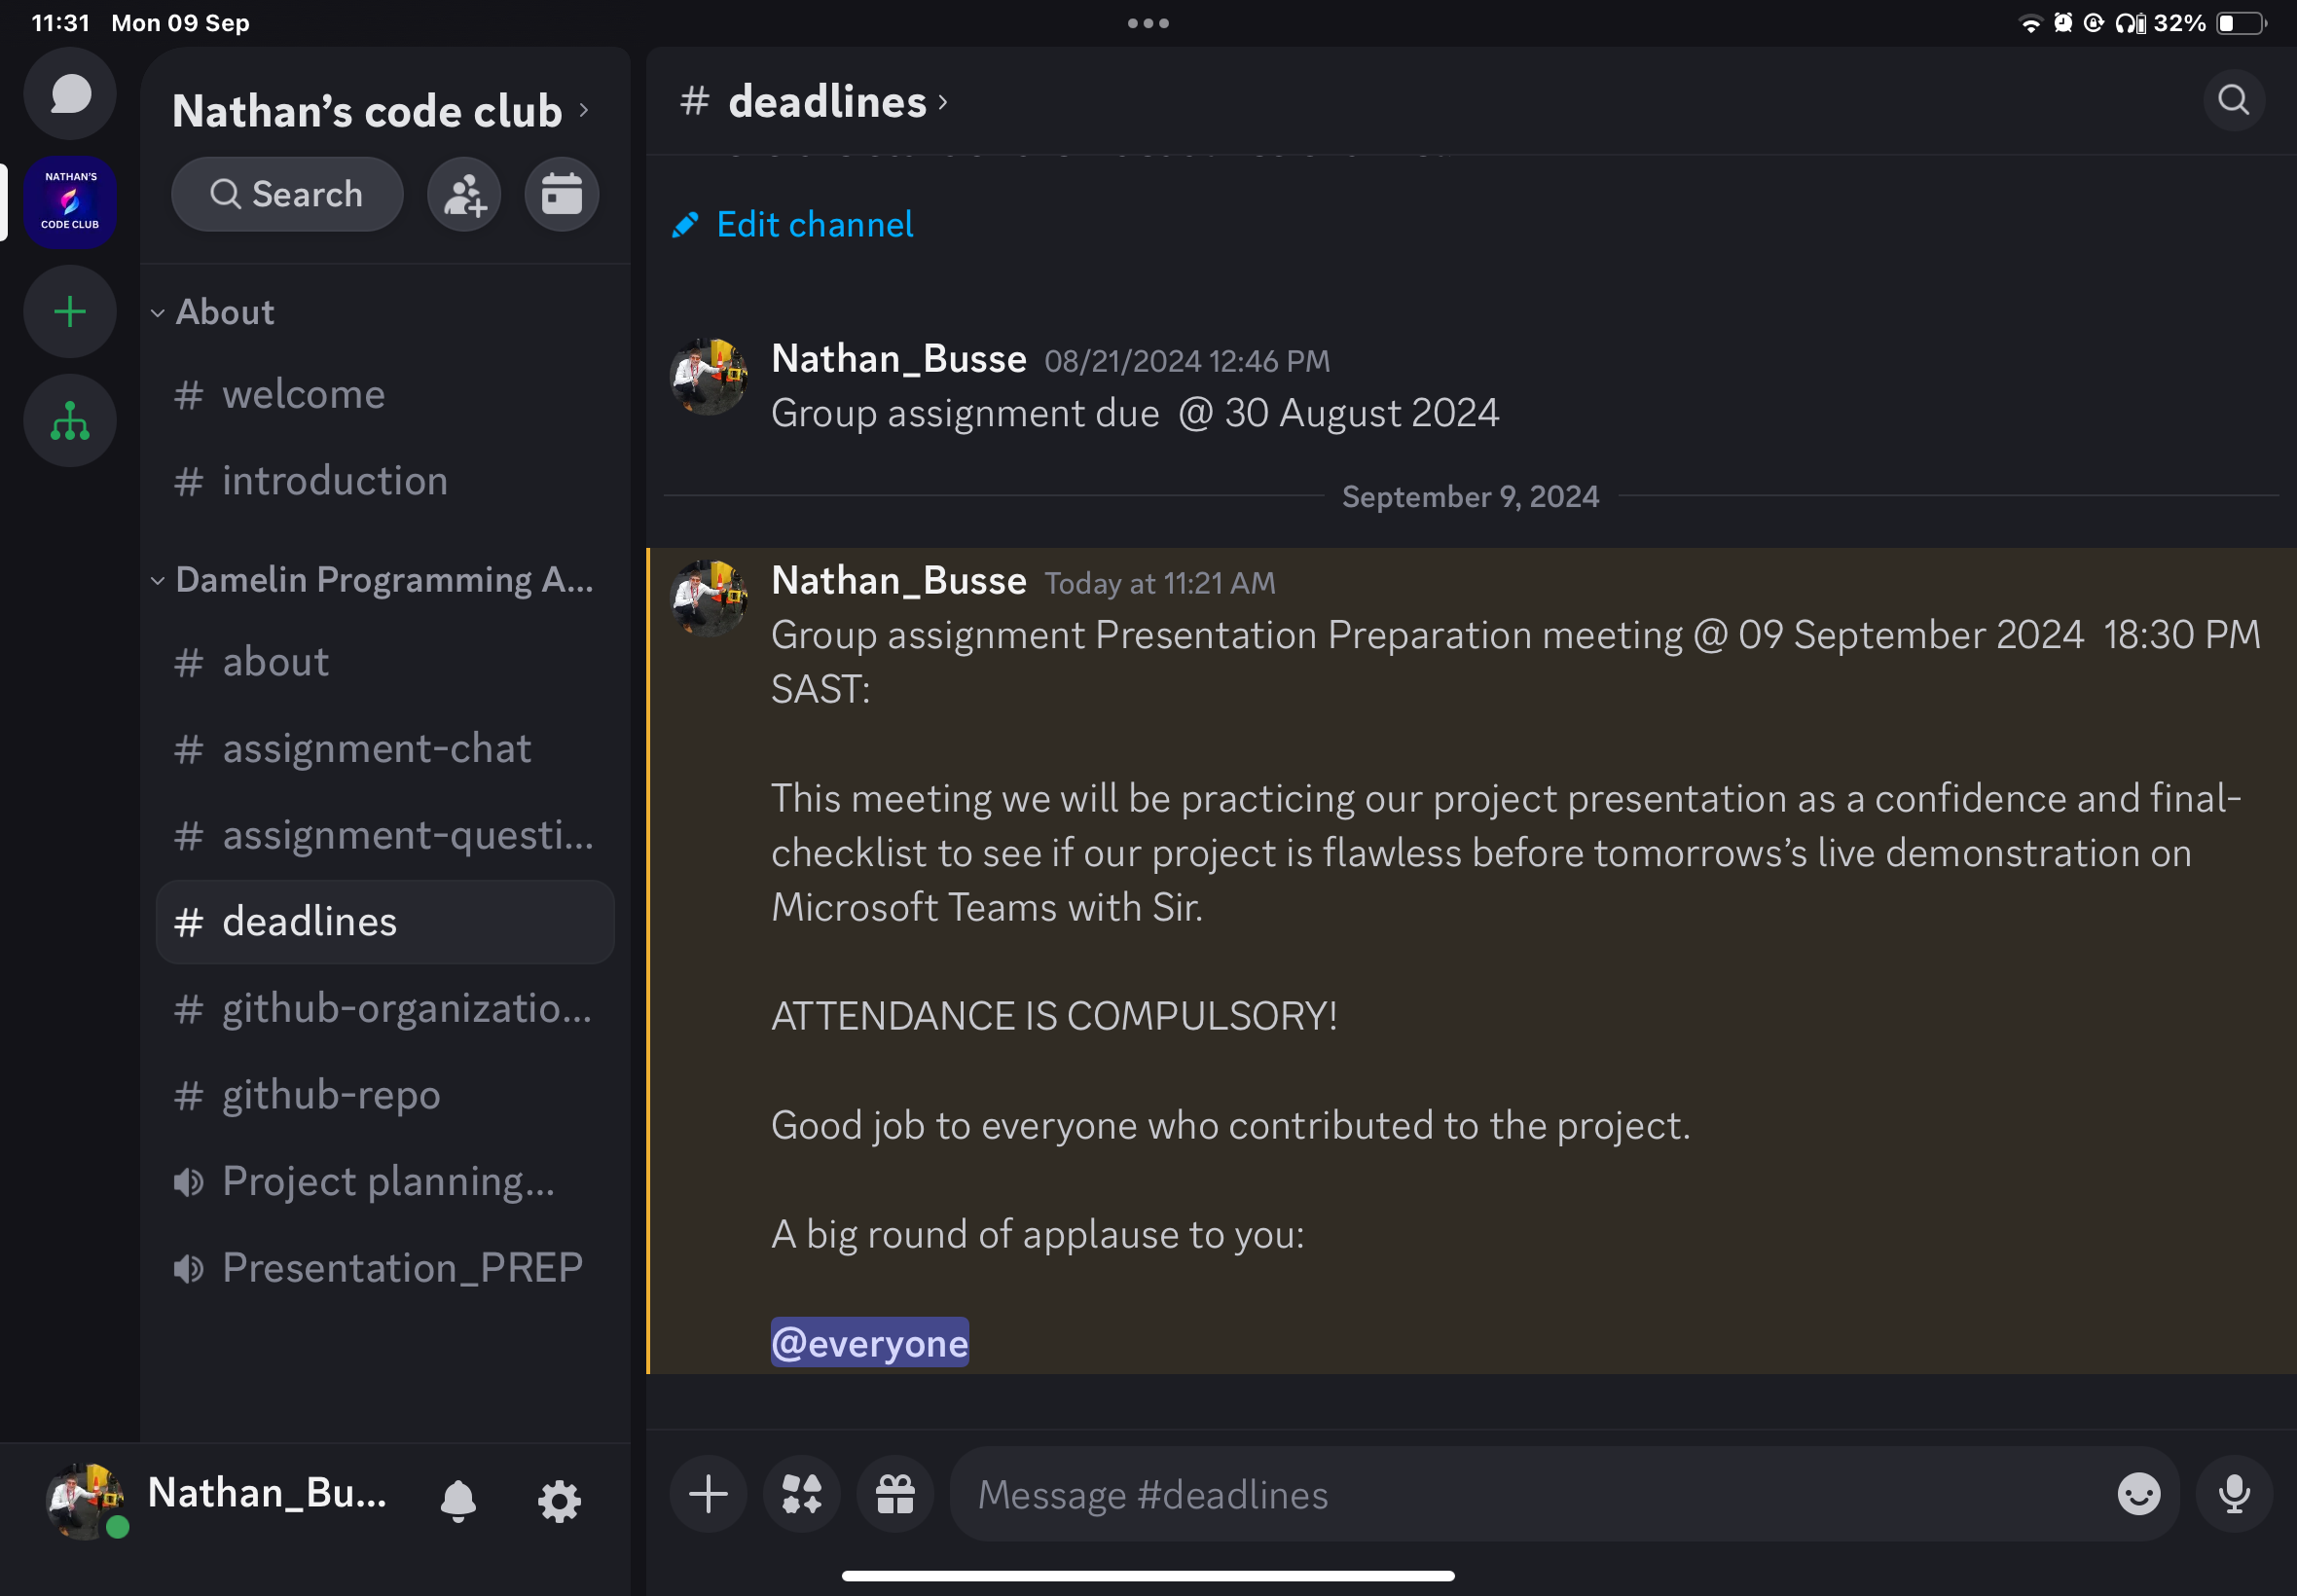 11:31 Mon 09 Sep
32%
NATHAN'S
CODE CLUB
Nathan’s code club
Search
About
# welcome
# introduction
Damelin Programming A...
# about
# assignment-chat
# assignment-questi...
# deadlines
# github-organizatio...
# github-repo
Project planning...
Presentation_PREP
Nathan_Bu...
# deadlines
Edit channel
Nathan_Busse 08/21/2024 12:46 PM
Group assignment due @ 30 August 2024
September 9, 2024
Nathan_Busse Today at 11:21 AM
Group assignment Presentation Preparation meeting @ 09 September 2024 18:30 PM
SAST:
This meeting we will be practicing our project presentation as a confidence and final-
checklist to see if our project is flawless before tomorrows’s live demonstration on
Microsoft Teams with Sir.
ATTENDANCE IS COMPULSORY!
Good job to everyone who contributed to the project.
A big round of applause to you:
@everyone
Message #deadlines